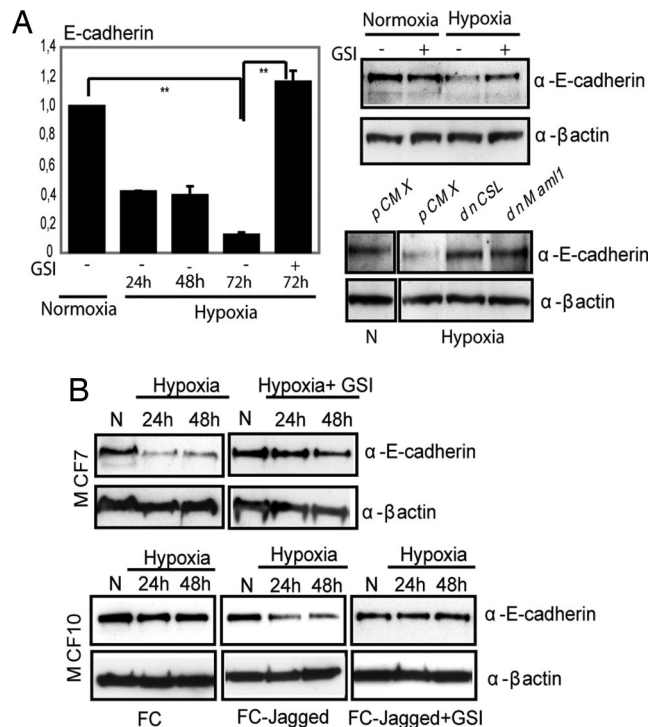 A
E-cadherin
1,4
1,2
1,0
0,8
0,6
0,4
0,2
0
**
**
GSI - - - - +
24h 48h 72h 72h
Normoxia Hypoxia
Normoxia Hypoxia
GSI - + - +
α-E-cadherin
α-βactin
pCMX pCMX dnCSL dnMaml1
α-E-cadherin
α-βactin
N Hypoxia
B
Hypoxia Hypoxia+ GSI
N 24h 48h N 24h 48h
MCF7
α-E-cadherin
α-βactin
Hypoxia Hypoxia Hypoxia
N 24h 48h N 24h 48h N 24h 48h
MCF10
α-E-cadherin
α-βactin
FC FC-Jagged FC-Jagged+GSI